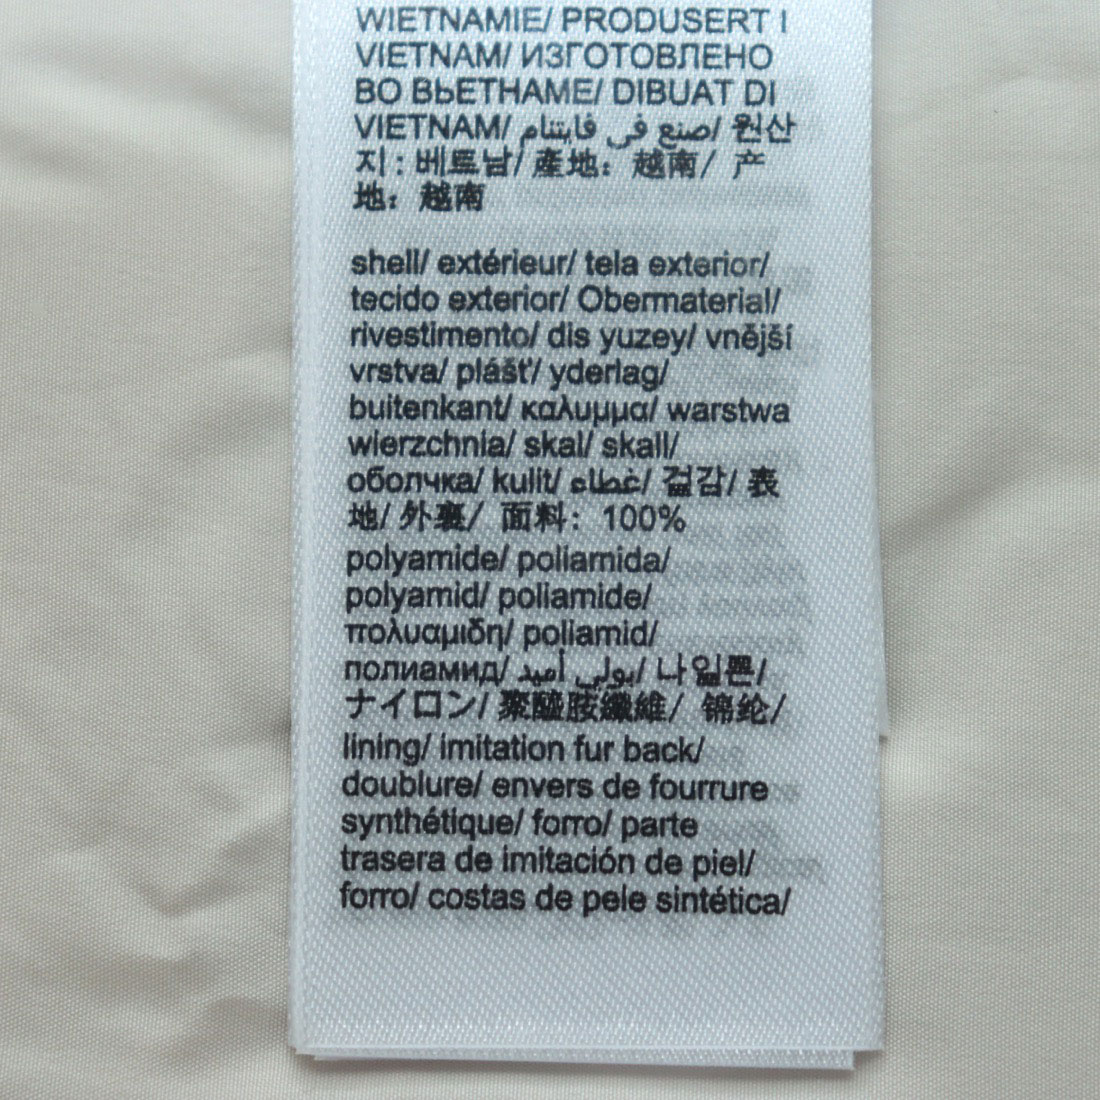 WIETNAMIE/ PRODUSERT I
VIETNAM/ ИЗГОТОВЛЕНО
ВО ВЬЕТНАМЕ/ DIBUAT DI
VIETNAM/ صنع في فايتنام/ 원산
지 : 베트남/ 產地：越南/ 产
地：越南
shell/ extérieur/ tela exterior/
tecido exterior/ Obermaterial/
rivestimento/ dis yuzey/ vnější
vrstva/ plášť/ yderlag/
buitenkant/ καλυμμα/ warstwa
wierzchnia/ skal/ skall/
оболчка/ kulit/ غطاء/ 겉감/ 表
地/ 外裏/ 面料：100%
polyamide/ poliamida/
polyamid/ poliamide/
πολυαμιδη/ poliamid/
полиамид/ بولي أميد/ 나일론/
ナイロン/ 聚醯胺纖維/ 锦纶/
lining/ imitation fur back/
doublure/ envers de fourrure
synthétique/ forro/ parte
trasera de imitación de piel/
forro/ costas de pele sintética/